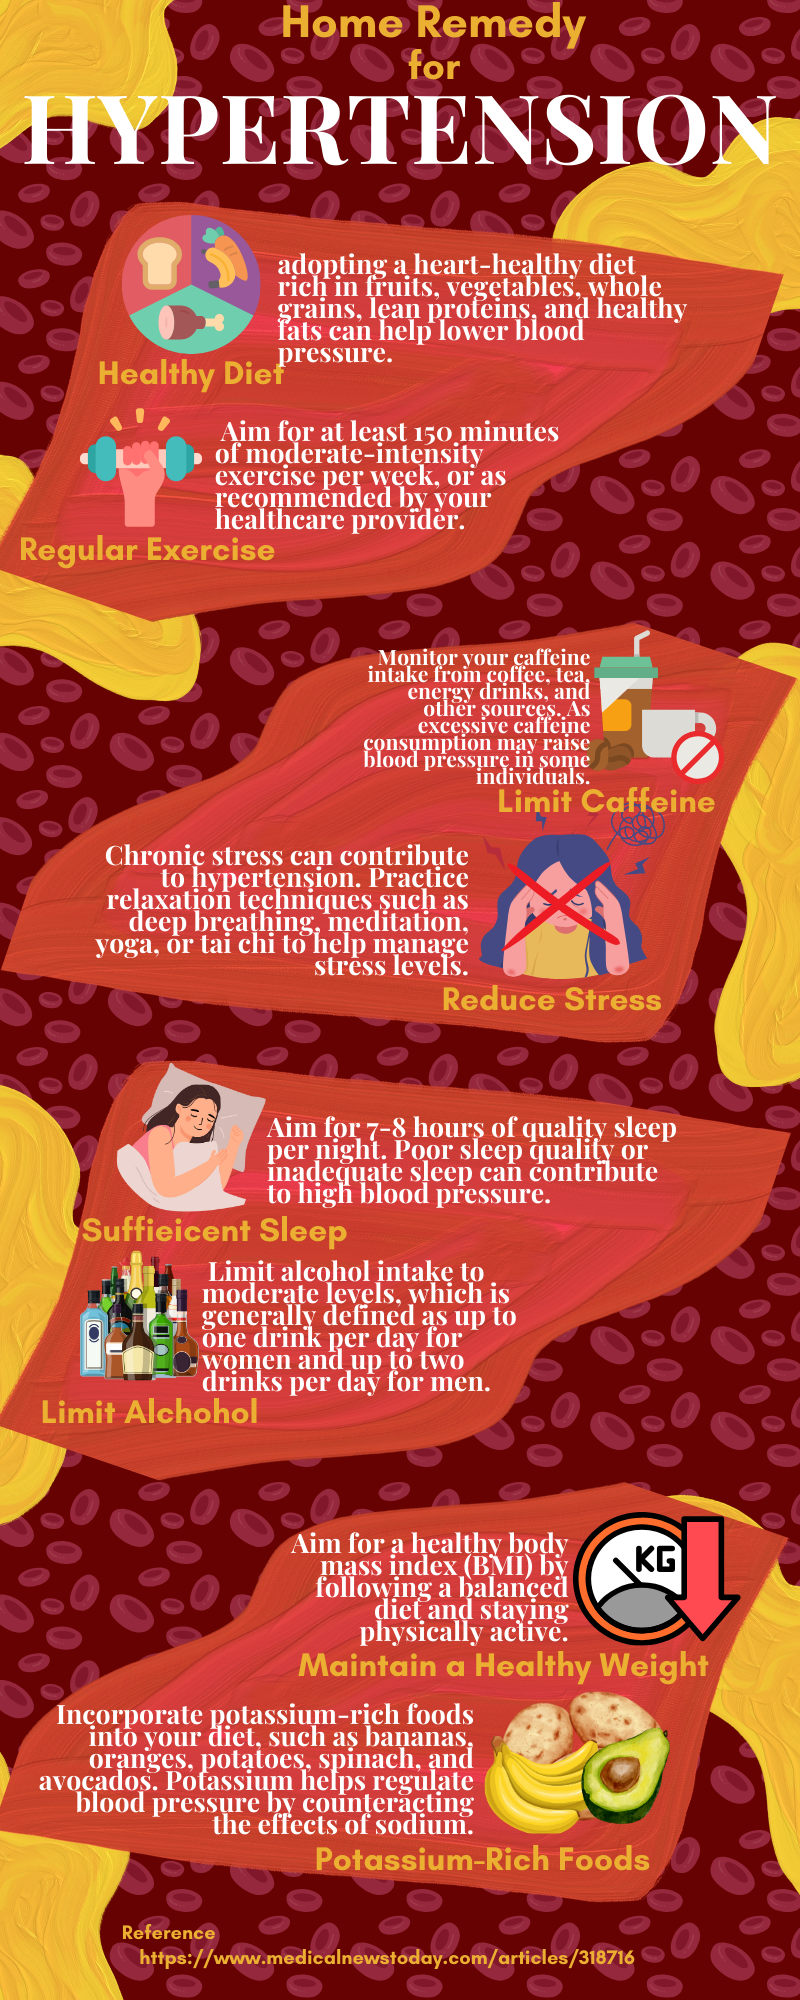 Home Remedy
for
HYPERTENSION
adopting a heart-healthy diet
rich in fruits, vegetables, whole
grains, lean proteins, and healthy
fats can help lower blood
pressure.
Healthy Diet
Aim for at least 150 minutes
of moderate-intensity
exercise per week, or as
recommended by your
healthcare provider.
Regular Exercise
Monitor your caffeine
intake from coffee, tea,
energy drinks, and
other sources. As
excessive caffeine
consumption may raise
blood pressure in some
individuals.
Limit Caffeine
Chronic stress can contribute
to hypertension. Practice
relaxation techniques such as
deep breathing, meditation,
yoga, or tai chi to help manage
stress levels.
Reduce Stress
Aim for 7-8 hours of quality sleep
per night. Poor sleep quality or
inadequate sleep can contribute
to high blood pressure.
Suffieicent Sleep
Limit alcohol intake to
moderate levels, which is
generally defined as up to
one drink per day for
women and up to two
drinks per day for men.
Limit Alchohol
Aim for a healthy body
mass index (BMI) by
following a balanced
diet and staying
physically active.
KG
Maintain a Healthy Weight
Incorporate potassium-rich foods
into your diet, such as bananas,
oranges, potatoes, spinach, and
avocados. Potassium helps regulate
blood pressure by counteracting
the effects of sodium.
Potassium-Rich Foods
Reference
https://www.medicalnewstoday.com/articles/318716